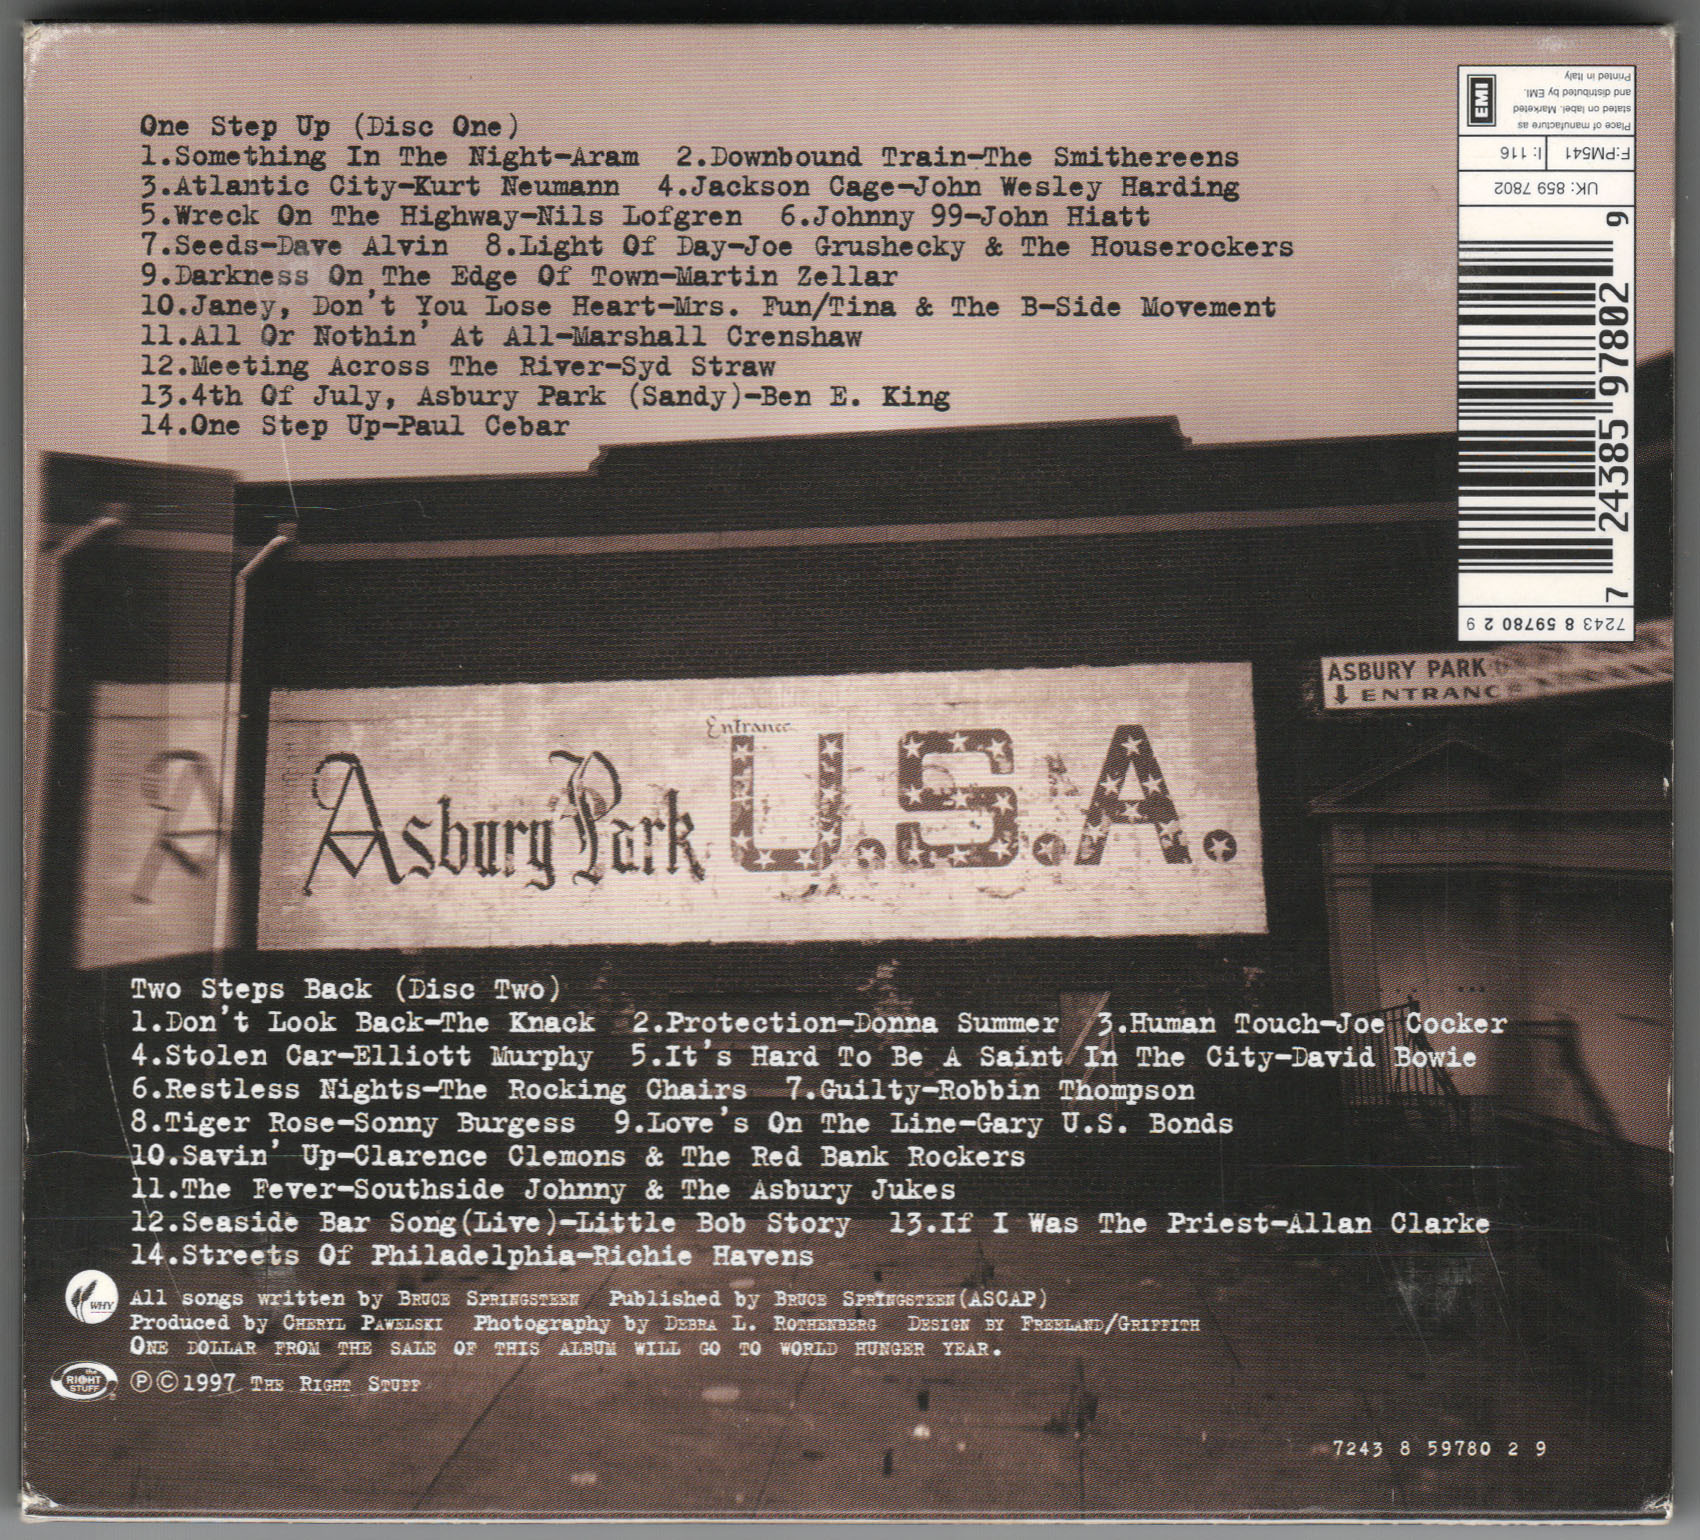 One Step Up (Disc One)
1.Something In The Night-Aram 2.Downbound Train-The Smithereens
3.Atlantic City-Kurt Neumann 4.Jackson Cage-John Wesley Harding
5.Wreck On The Highway-Nils Lofgren 6.Johnny 99-John Hiatt
7.Seeds-Dave Alvin 8.Light Of Day-Joe Grushecky & The Houserockers
9.Darkness On The Edge Of Town-Martin Zellar
10.Janey, Don't You Lose Heart-Mrs. Fun/Tina & The B-Side Movement
11.All Or Nothin' At All-Marshall Crenshaw
12.Meeting Across The River-Syd Straw
13.4th Of July, Asbury Park (Sandy)-Ben E. King
14.One Step Up-Paul Cebar
EMI
Place of manufacture as
stated on label. Marketed
and distributed by EMI.
Printed in Italy
F:PM541
I: 116
UK: 859 7802
7 24385 97802 9
7243 8 59780 2 9
ASBURY PARK
ENTRANC
Entrance
Asbury Park U.S.A.
A
Two Steps Back (Disc Two)
1.Don't Look Back-The Knack 2.Protection-Donna Summer 3.Human Touch-Joe Cocker
4.Stolen Car-Elliott Murphy 5.It's Hard To Be A Saint In The City-David Bowie
6.Restless Nights-The Rocking Chairs 7.Guilty-Robbin Thompson
8.Tiger Rose-Sonny Burgess 9.Love's On The Line-Gary U.S. Bonds
10.Savin' Up-Clarence Clemons & The Red Bank Rockers
11.The Fever-Southside Johnny & The Asbury Jukes
12.Seaside Bar Song(Live)-Little Bob Story 13.If I Was The Priest-Allan Clarke
14.Streets Of Philadelphia-Richie Havens
WHY
All songs written by Bruce Springsteen Published by Bruce Springsteen(ASCAP)
Produced by Cheryl Pawelski Photography by Debra L. Rothenberg Design by Freeland/Griffith
One dollar from the sale of this album will go to world hunger year.
the RIGHT STUFF
℗©1997 The Right Stuff
7243 8 59780 2 9